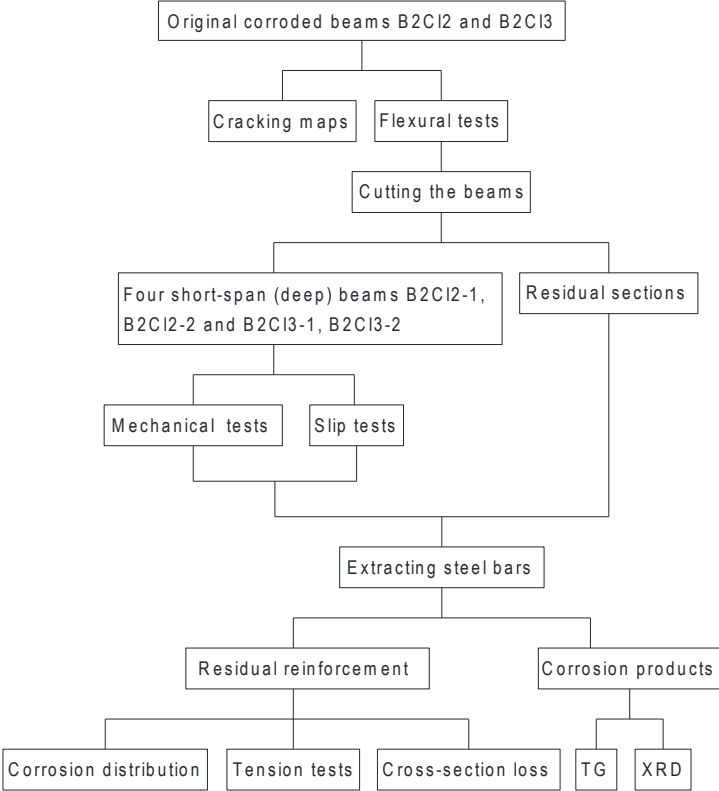 Original corroded beams B2Cl2 and B2Cl3
Cracking maps
Flexural tests
Cutting the beams
Four short-span (deep) beams B2Cl2-1,
B2Cl2-2 and B2Cl3-1, B2Cl3-2
Residual sections
Mechanical tests
Slip tests
Extracting steel bars
Residual reinforcement
Corrosion products
Corrosion distribution
Tension tests
Cross-section loss
TG
XRD